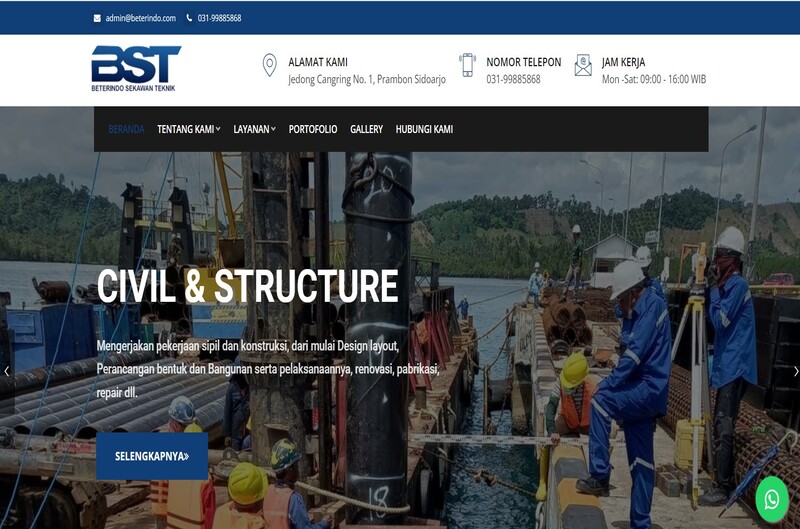 admin@beterindo.com 031-99885868
BST
BETERINDO SEKAWAN TEKNIK
ALAMAT KAMI
Jedong Cangring No. 1, Prambon Sidoarjo
NOMOR TELEPON
031-99885868
JAM KERJA
Mon -Sat: 09:00 - 16:00 WIB
BERANDA TENTANG KAMI LAYANAN PORTOFOLIO GALLERY HUBUNGI KAMI
CIVIL & STRUCTURE
Mengerjakan pekerjaan sipil dan konstruksi, dari mulai Design layout,
Perancangan bentuk dan Bangunan serta pelaksanaannya, renovasi, pabrikasi,
repair dll.
SELENGKAPNYA»
18